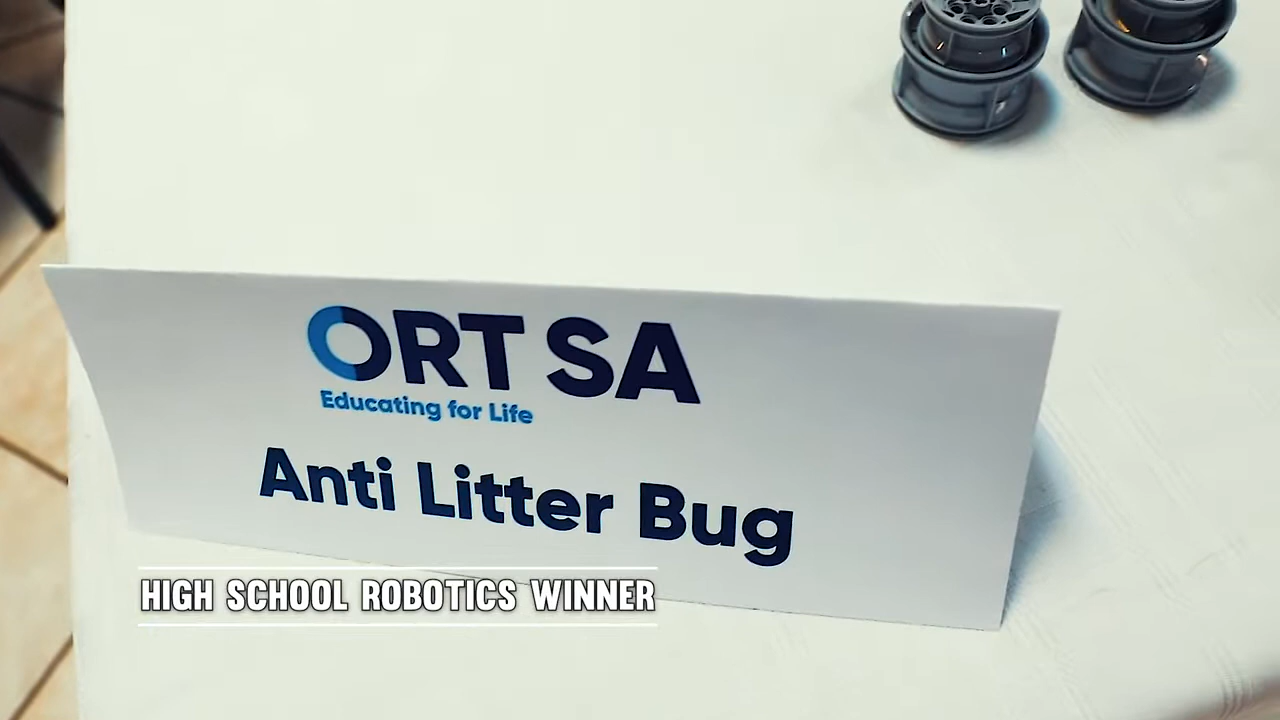 ORT SA
Educating for Life
Anti Litter Bug
HIGH SCHOOL ROBOTICS WINNER